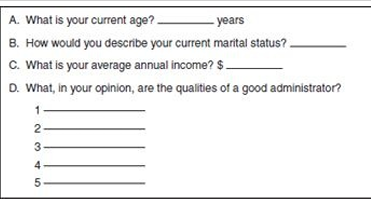 A. What is your current age? ________ years
B. How would you describe your current marital status? ________
C. What is your average annual income? $ ________
D. What, in your opinion, are the qualities of a good administrator?
1 ________
2 ________
3 ________
4 ________
5 ________